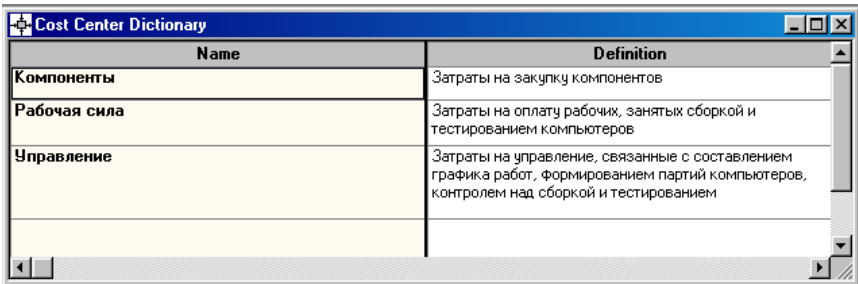 Cost Center Dictionary
Name
Definition
Компоненты
Затраты на закупку компонентов
Рабочая сила
Затраты на оплату рабочих, занятых сборкой и
тестированием компьютеров
Управление
Затраты на управление, связанные с составлением
графика работ, формированием партий компьютеров,
контролем над сборкой и тестированием